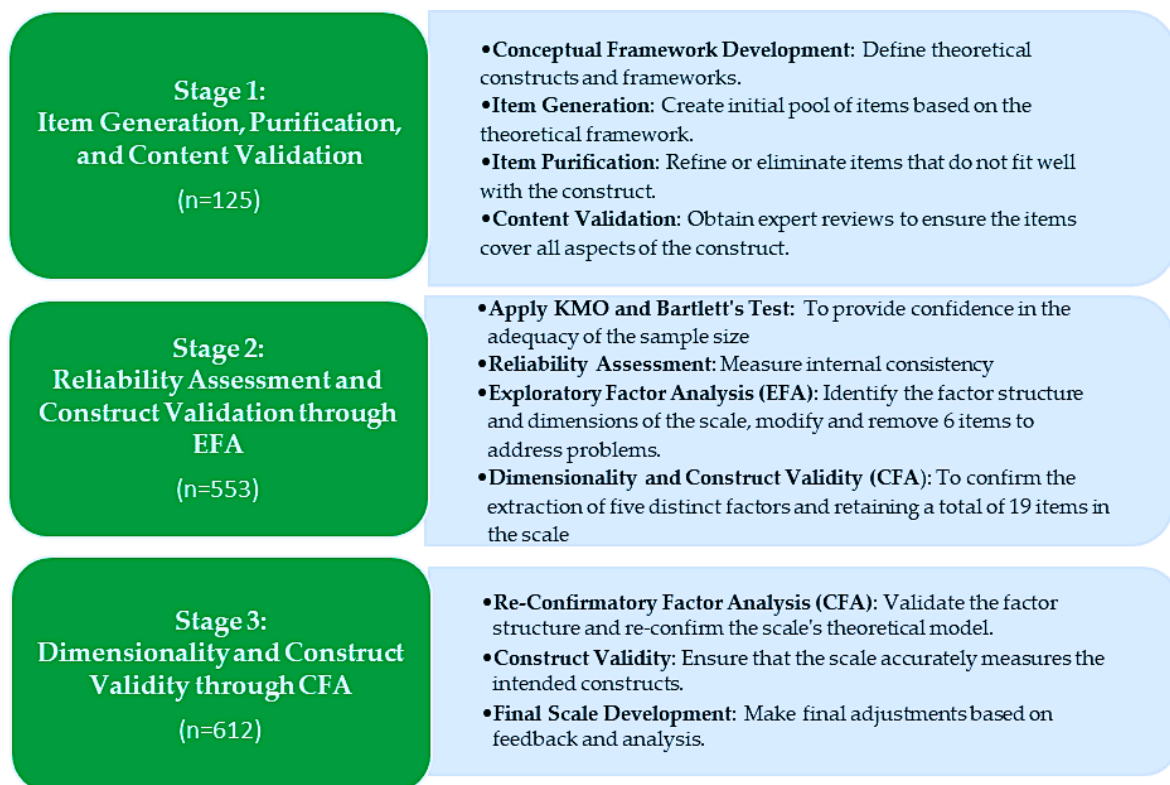 Stage 1:
Item Generation, Purification,
and Content Validation
(n=125)
•Conceptual Framework Development: Define
theoretical constructs and frameworks.
•Item Generation: Create initial pool of items based on the
theoretical framework.
•Item Purification: Refine or eliminate items that do not fit well
with the construct.
•Content Validation: Obtain expert reviews to ensure the items
cover all aspects of the construct.
Stage 2:
Reliability Assessment and
Construct Validation through
EFA
(n=553)
•Apply KMO and Bartlett's Test: To provide confidence in the
adequacy of the sample size
•Reliability Assessment: Measure internal consistency
•Exploratory Factor Analysis (EFA): Identify the factor structure
and dimensions of the scale, modify and remove 6 items to
address problems.
•Dimensionality and Construct Validity (CFA): To confirm the
extraction of five distinct factors and retaining a total of 19 items in
the scale
Stage 3:
Dimensionality and Construct
Validity through CFA
(n=612)
•Re-Confirmatory Factor Analysis (CFA): Validate the factor
structure and re-confirm the scale's theoretical model.
•Construct Validity: Ensure that the scale accurately measures the
intended constructs.
•Final Scale Development: Make final adjustments based on
feedback and analysis.